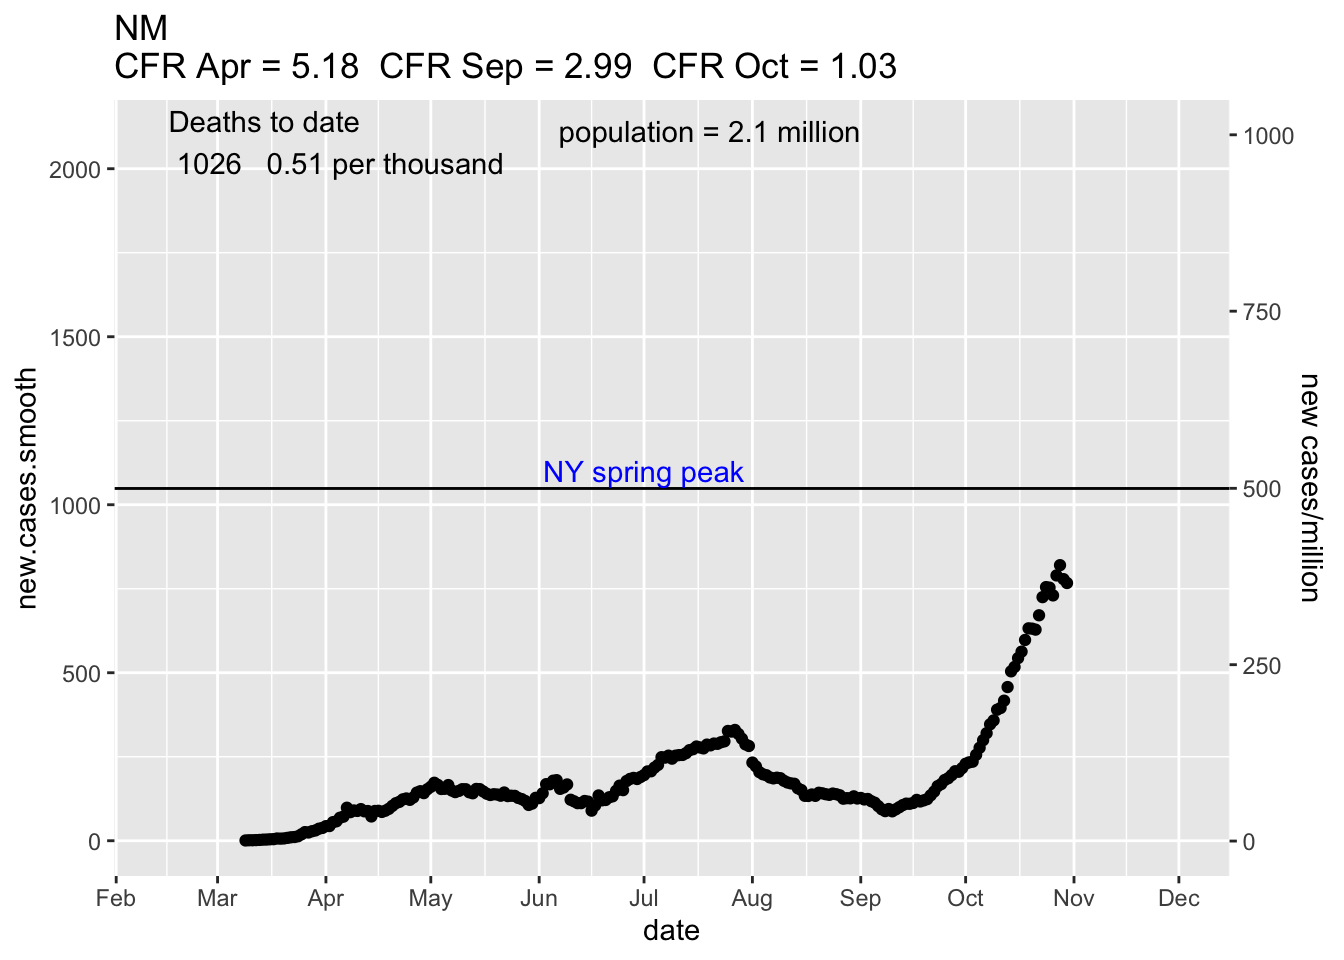 NM
CFR Apr = 5.18  CFR Sep = 2.99  CFR Oct = 1.03
Deaths to date
1026   0.51 per thousand
population = 2.1 million
NY spring peak
new.cases.smooth
2000
1500
1000
500
0
1000
750
500
250
0
new cases/million
Feb Mar Apr May Jun Jul Aug Sep Oct Nov Dec
date